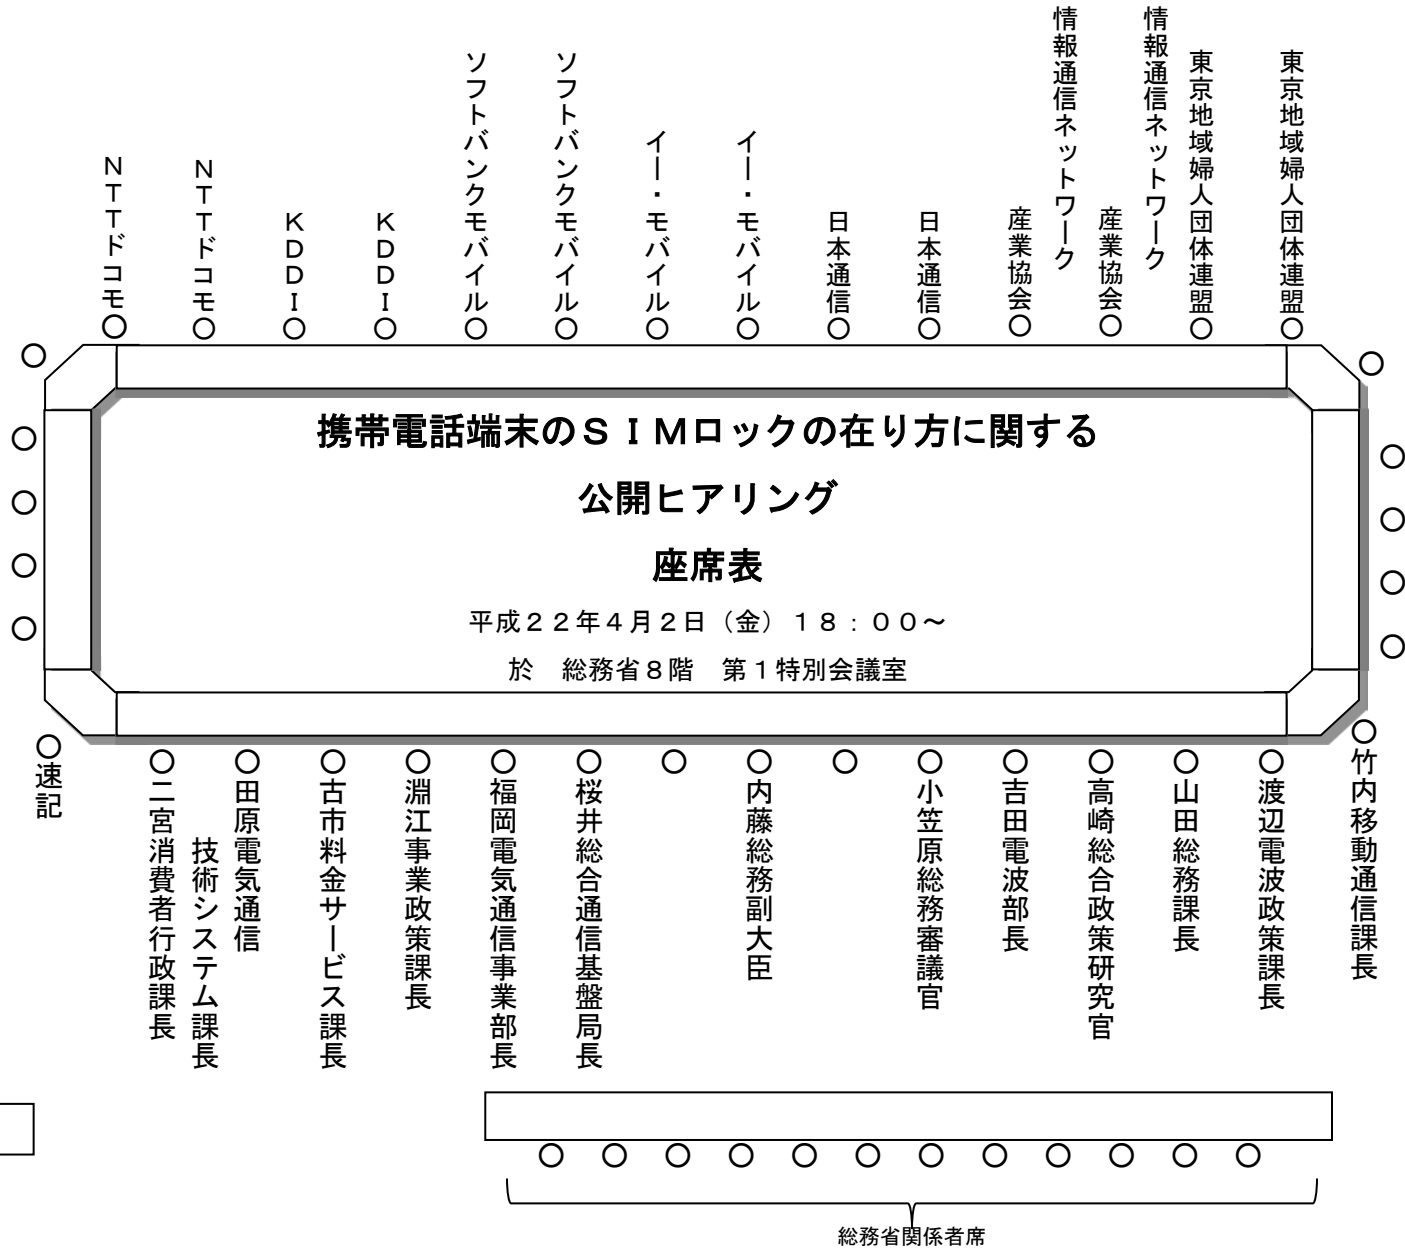 ＮＴＴドコモ
ＮＴＴドコモ
ＫＤＤＩ
ＫＤＤＩ
ソフトバンクモバイル
ソフトバンクモバイル
イー・モバイル
イー・モバイル
日本通信
日本通信
情報通信ネットワーク
産業協会
情報通信ネットワーク
産業協会
東京地域婦人団体連盟
東京地域婦人団体連盟
携帯電話端末のＳＩＭロックの在り方に関する
公開ヒアリング
座席表
平成２２年４月２日（金）１８：００～
於　総務省８階　第１特別会議室
速記
二宮消費者行政課長
田原電気通信
技術システム課長
古市料金サービス課長
淵江事業政策課長
福岡電気通信事業部長
桜井総合通信基盤局長
内藤総務副大臣
小笠原総務審議官
吉田電波部長
高崎総合政策研究官
山田総務課長
渡辺電波政策課長
竹内移動通信課長
総務省関係者席